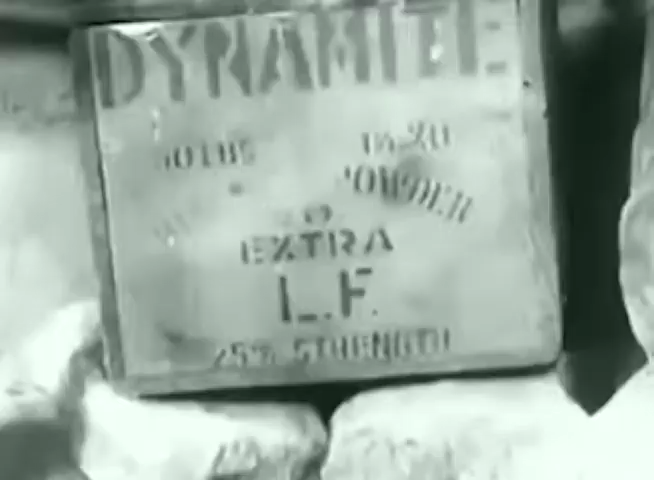 DYNAMITE
50 LBS
POWDER
EXTRA
L.F.
25% STRENGTH